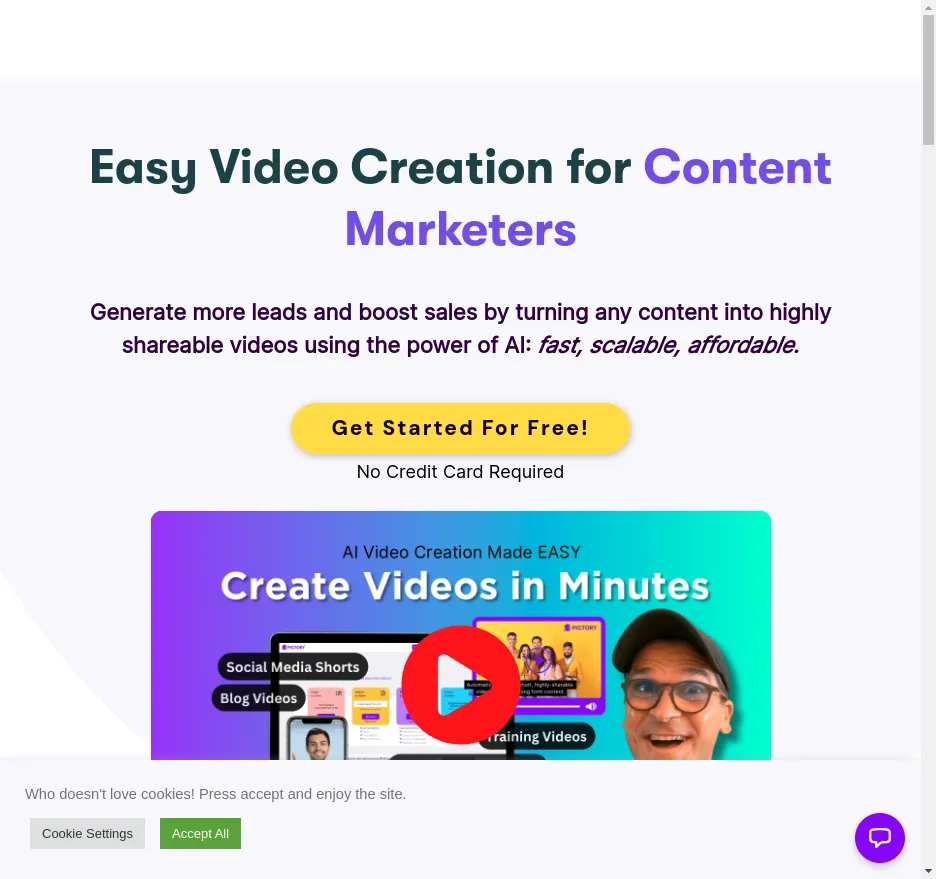 Easy Video Creation for Content
Marketers
Generate more leads and boost sales by turning any content into highly
shareable videos using the power of AI: fast, scalable, affordable.
Get Started For Free!
No Credit Card Required
AI Video Creation Made EASY
Create Videos in Minutes
PICTORY
PICTORY
Social Media Shorts
Blog Videos
Training Videos
Who doesn't love cookies! Press accept and enjoy the site.
Cookie Settings
Accept All